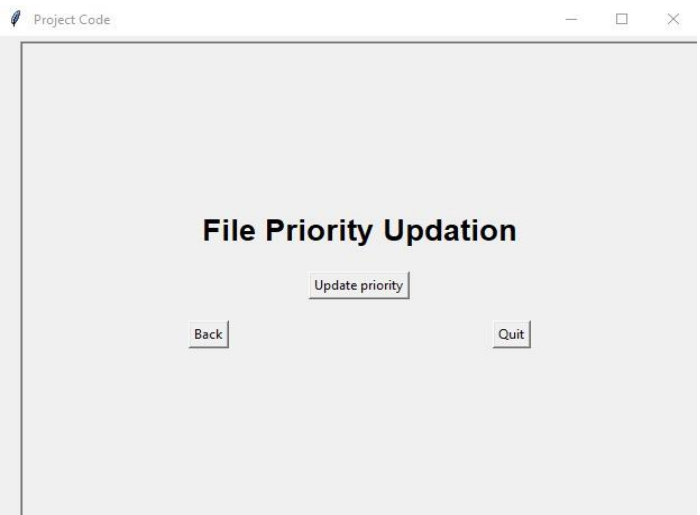 Project Code
File Priority Updation
Update priority
Back Quit